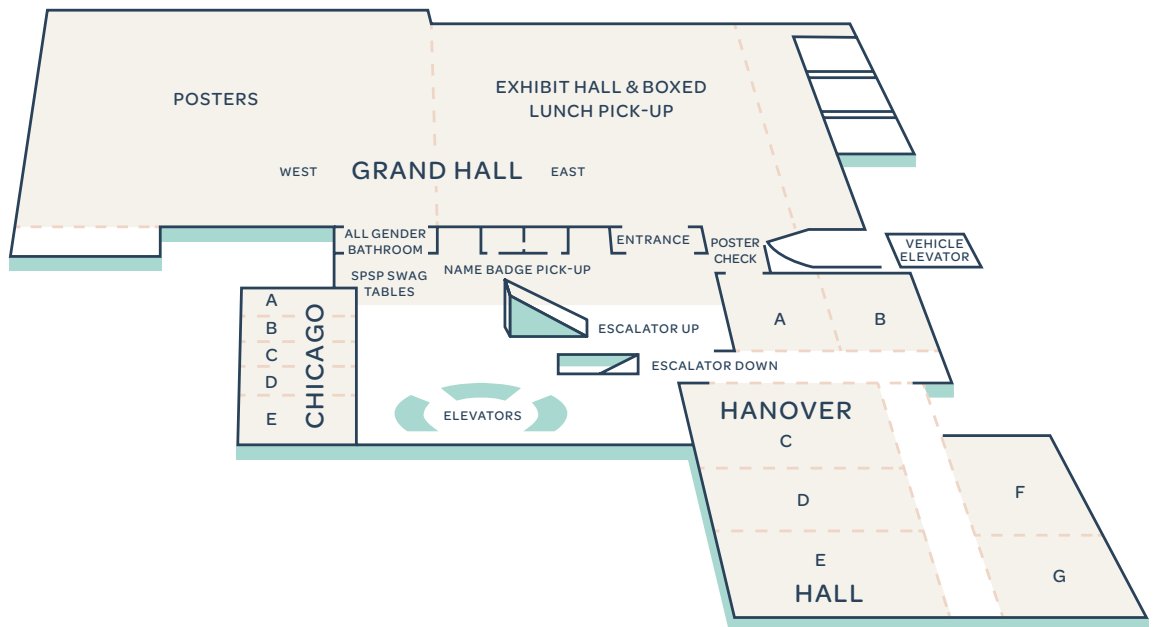 POSTERS
EXHIBIT HALL & BOXED
LUNCH PICK-UP
WEST
GRAND HALL
EAST
ALL GENDER
BATHROOM
ENTRANCE
POSTER
CHECK
VEHICLE
ELEVATOR
SPSP SWAG
TABLES
NAME BADGE PICK-UP
A
B
C
D
E
CHICAGO
ESCALATOR UP
ESCALATOR DOWN
ELEVATORS
A
B
HANOVER
C
D
E
HALL
F
G